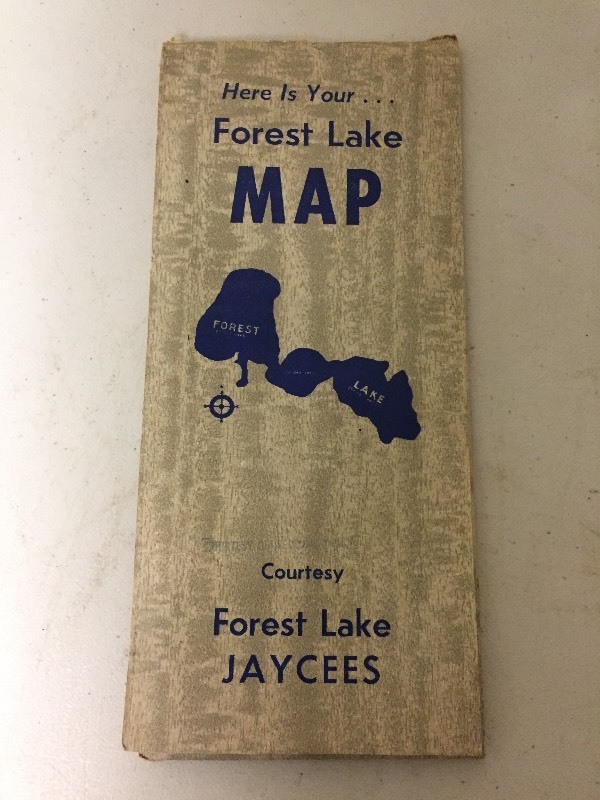 Here Is Your . . .
Forest Lake
MAP
FOREST
LAKE
Courtesy
Forest Lake
JAYCEES